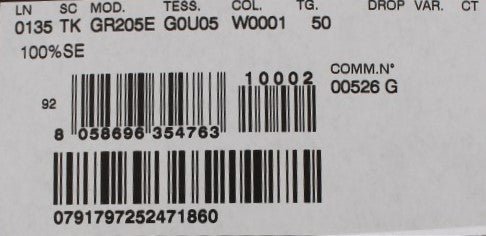 LN SC MOD. TESS. COL. TG. DROP VAR. CT
0135 TK GR205E G0U05 W0001 50
100%SE
10002
COMM.N°
00526 G
92
8 058696 354763
0791797252471860